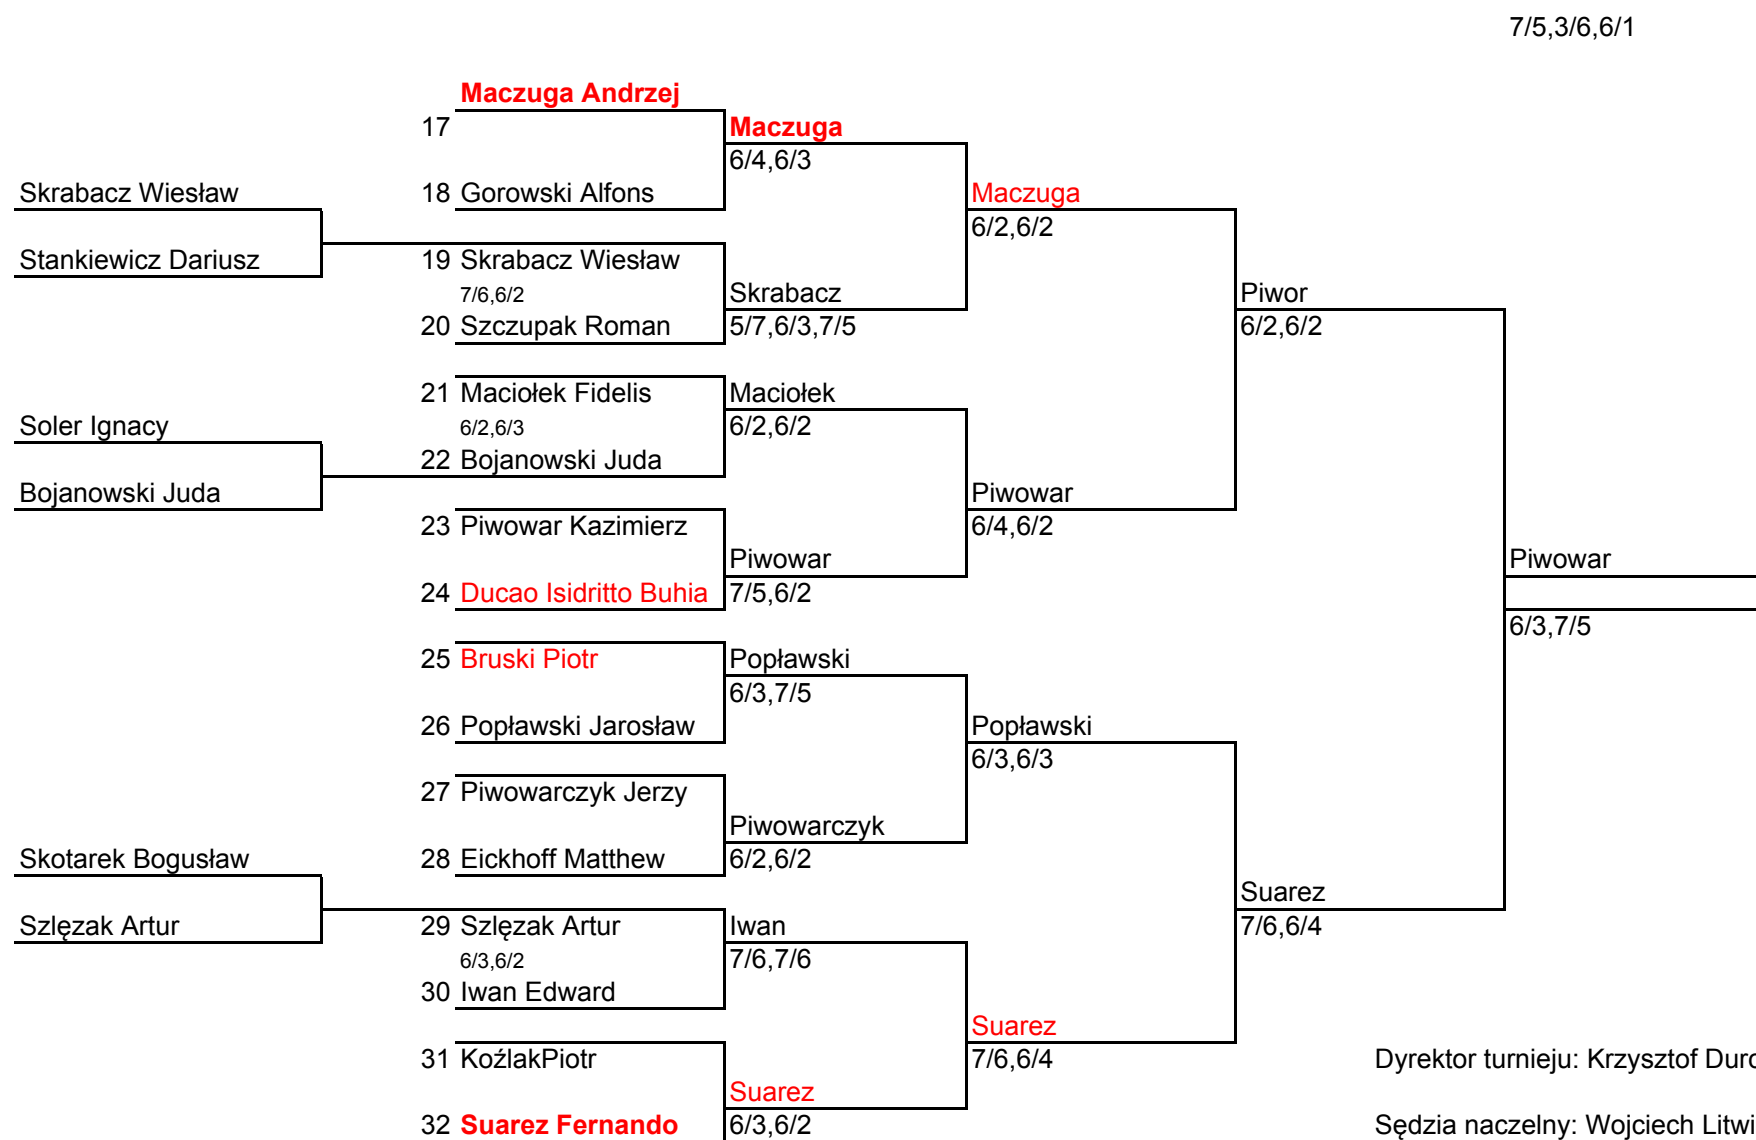 7/5,3/6,6/1
Maczuga Andrzej
17 Maczuga
6/4,6/3
Skrabacz Wiesław 18 Gorowski Alfons Maczuga
6/2,6/2
Stankiewicz Dariusz 19 Skrabacz Wiesław
7/6,6/2 Skrabacz Piwor
20 Szczupak Roman 5/7,6/3,7/5 6/2,6/2
21 Maciołek Fidelis Maciołek
Soler Ignacy 6/2,6/3 6/2,6/2
22 Bojanowski Juda
Bojanowski Juda Piwowar
23 Piwowar Kazimierz 6/4,6/2
Piwowar Piwowar
24 Ducao Isidritto Buhia 7/5,6/2
6/3,7/5
25 Bruski Piotr Popławski
6/3,7/5
26 Popławski Jarosław Popławski
6/3,6/3
27 Piwowarczyk Jerzy
Piwowarczyk
Skotarek Bogusław 28 Eickhoff Matthew 6/2,6/2
Suarez
Szlęzak Artur 29 Szlęzak Artur Iwan 7/6,6/4
6/3,6/2 7/6,7/6
30 Iwan Edward
Suarez
31 KoźlakPiotr 7/6,6/4 Dyrektor turnieju: Krzysztof
Suarez
32 Suarez Fernando 6/3,6/2 Sędzia naczelny: Wojciech